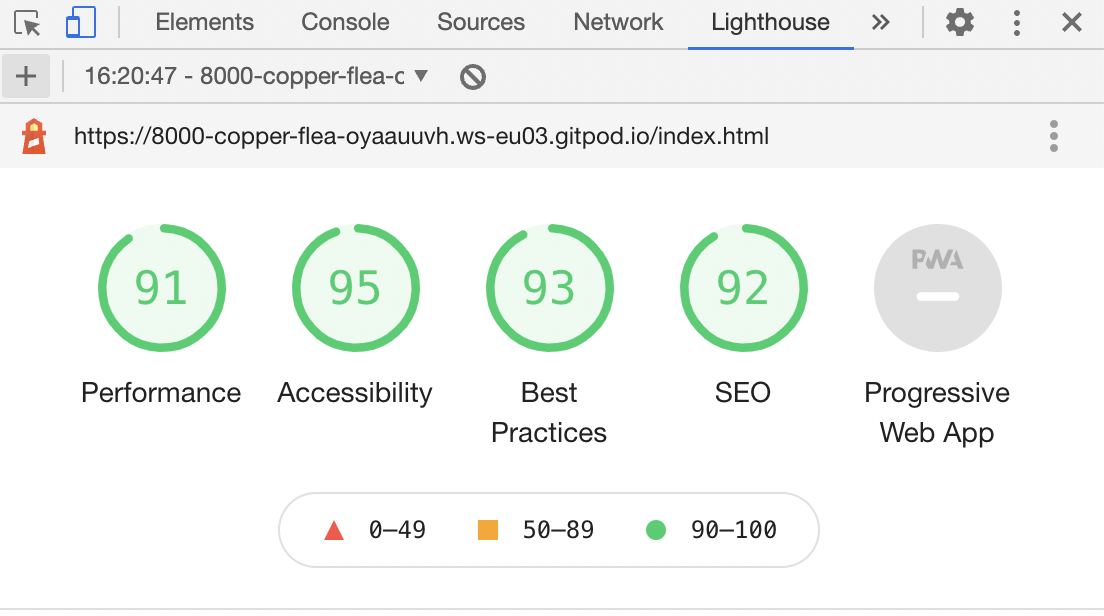 Elements Console Sources Network Lighthouse
16:20:47 - 8000-copper-flea-c
https://8000-copper-flea-oyaauuvh.ws-eu03.gitpod.io/index.html
91 95 93 92 PWA
Performance Accessibility Best Practices SEO Progressive Web App
0–49 50–89 90–100